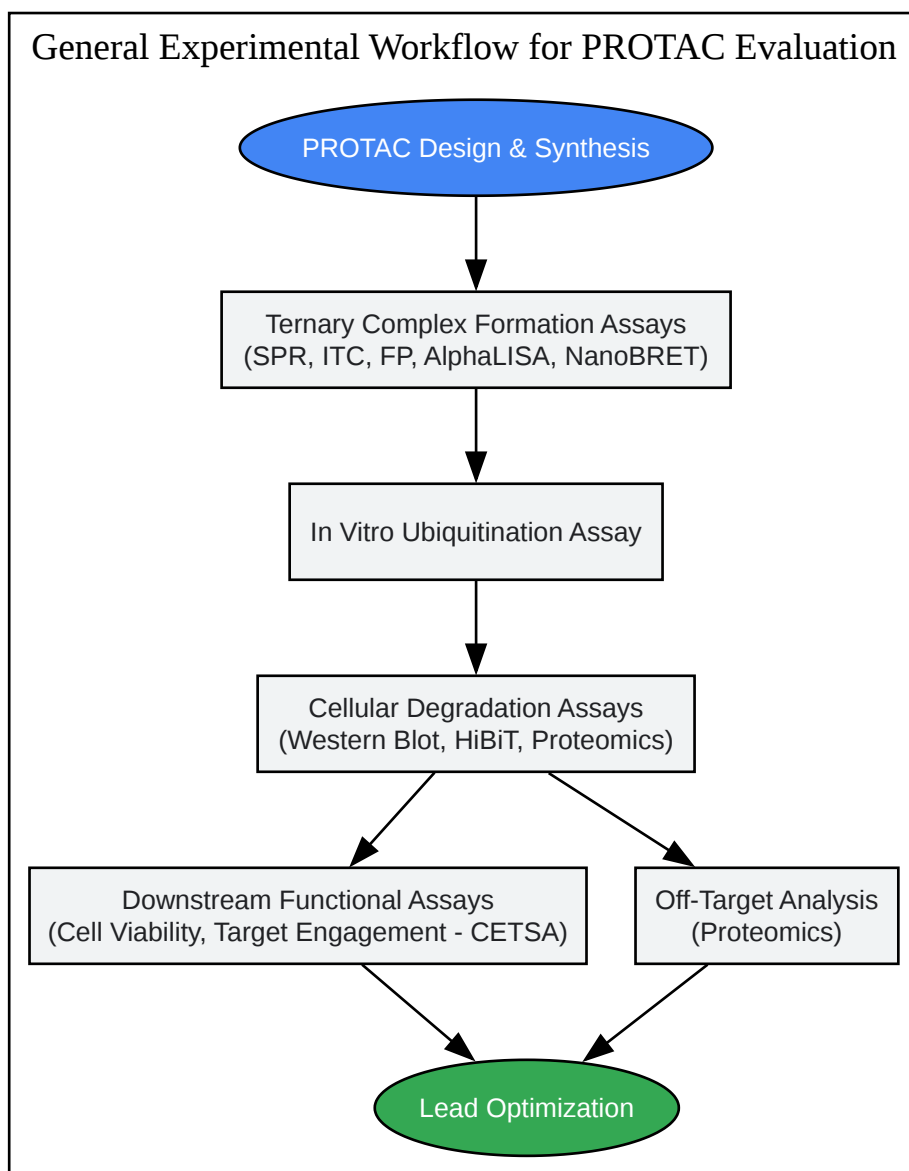 General Experimental Workflow for PROTAC Evaluation
PROTAC Design & Synthesis
Ternary Complex Formation Assays
(SPR, ITC, FP, AlphaLISA, NanoBRET)
In Vitro Ubiquitination Assay
Cellular Degradation Assays
(Western Blot, HiBiT, Proteomics)
Downstream Functional Assays
(Cell Viability, Target Engagement - CETSA)
Off-Target Analysis
(Proteomics)
Lead Optimization